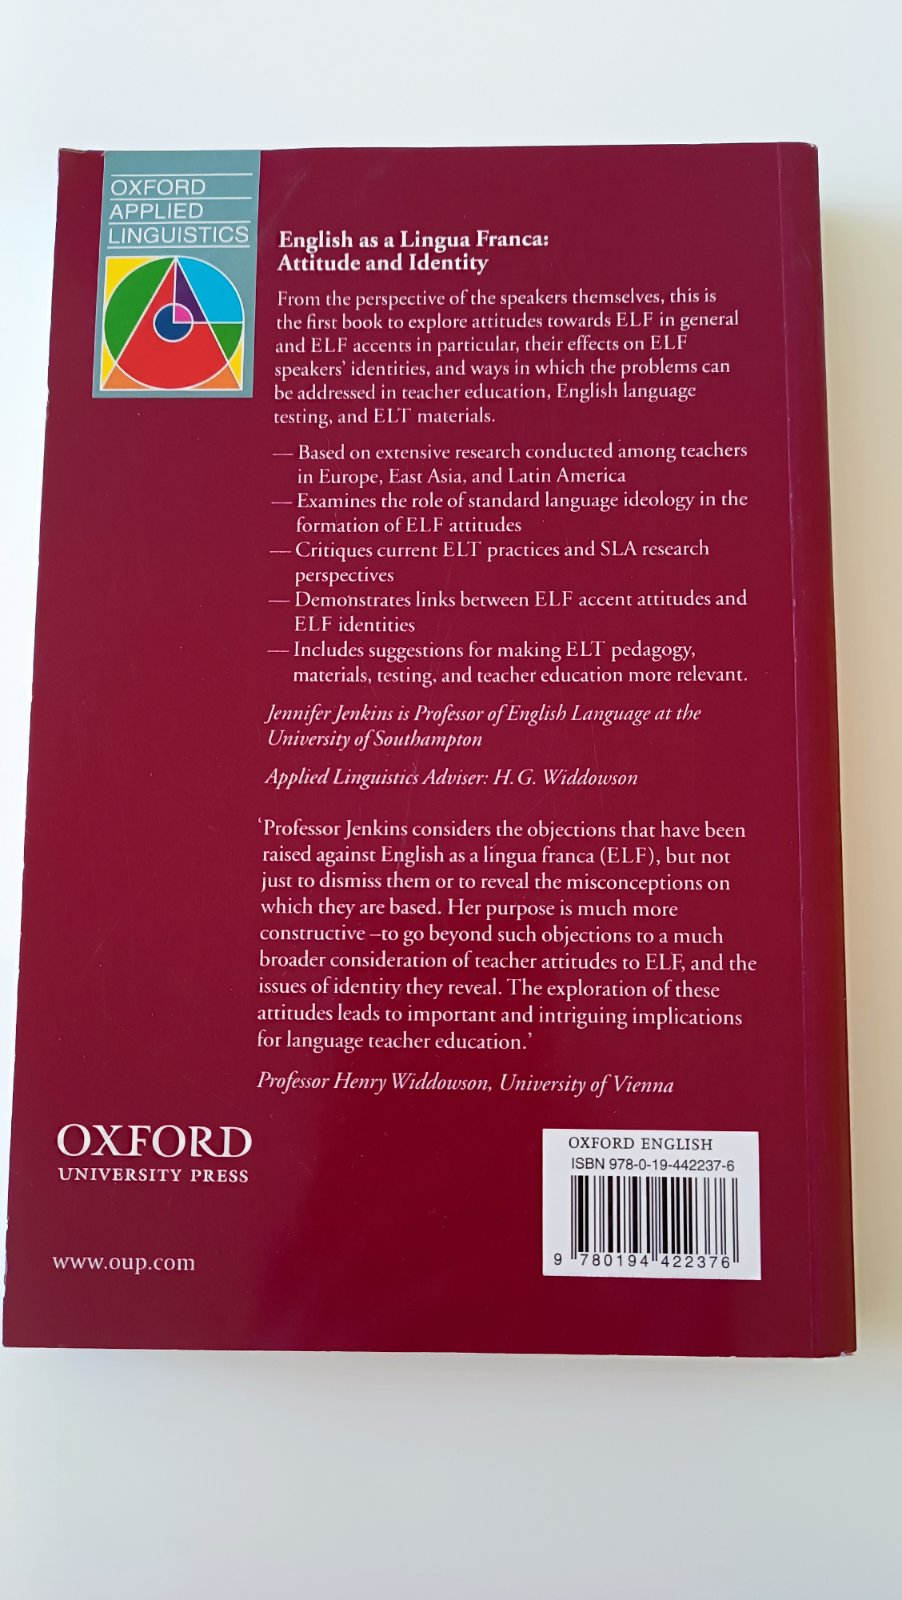 OXFORD
APPLIED
LINGUISTICS
English as a Lingua Franca:
Attitude and Identity
From the perspective of the speakers themselves, this is
the first book to explore attitudes towards ELF in general
and ELF accents in particular, their effects on ELF
speakers' identities, and ways in which the problems can
be addressed in teacher education, English language
testing, and ELT materials.
— Based on extensive research conducted among teachers
in Europe, East Asia, and Latin America
— Examines the role of standard language ideology in the
formation of ELF attitudes
— Critiques current ELT practices and SLA research
perspectives
— Demonstrates links between ELF accent attitudes and
ELF identities
— Includes suggestions for making ELT pedagogy,
materials, testing, and teacher education more relevant.
Jennifer Jenkins is Professor of English Language at the
University of Southampton
Applied Linguistics Adviser: H. G. Widdowson
'Professor Jenkins considers the objections that have been
raised against English as a lingua franca (ELF), but not
just to dismiss them or to reveal the misconceptions on
which they are based. Her purpose is much more
constructive –to go beyond such objections to a much
broader consideration of teacher attitudes to ELF, and the
issues of identity they reveal. The exploration of these
attitudes leads to important and intriguing implications
for language teacher education.'
Professor Henry Widdowson, University of Vienna
OXFORD
UNIVERSITY PRESS
www.oup.com
OXFORD ENGLISH
ISBN 978-0-19-442237-6
9 780194 422376